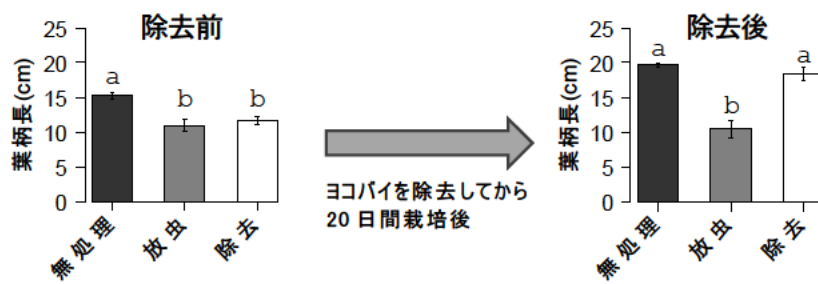 除去前
葉柄長(cm)
25
20
15
10
5
0
a
b
b
無処理
放虫
除去
ヨコバイを除去してから
20日間栽培後
除去後
葉柄長(cm)
25
20
15
10
5
0
a
b
a
無処理
放虫
除去